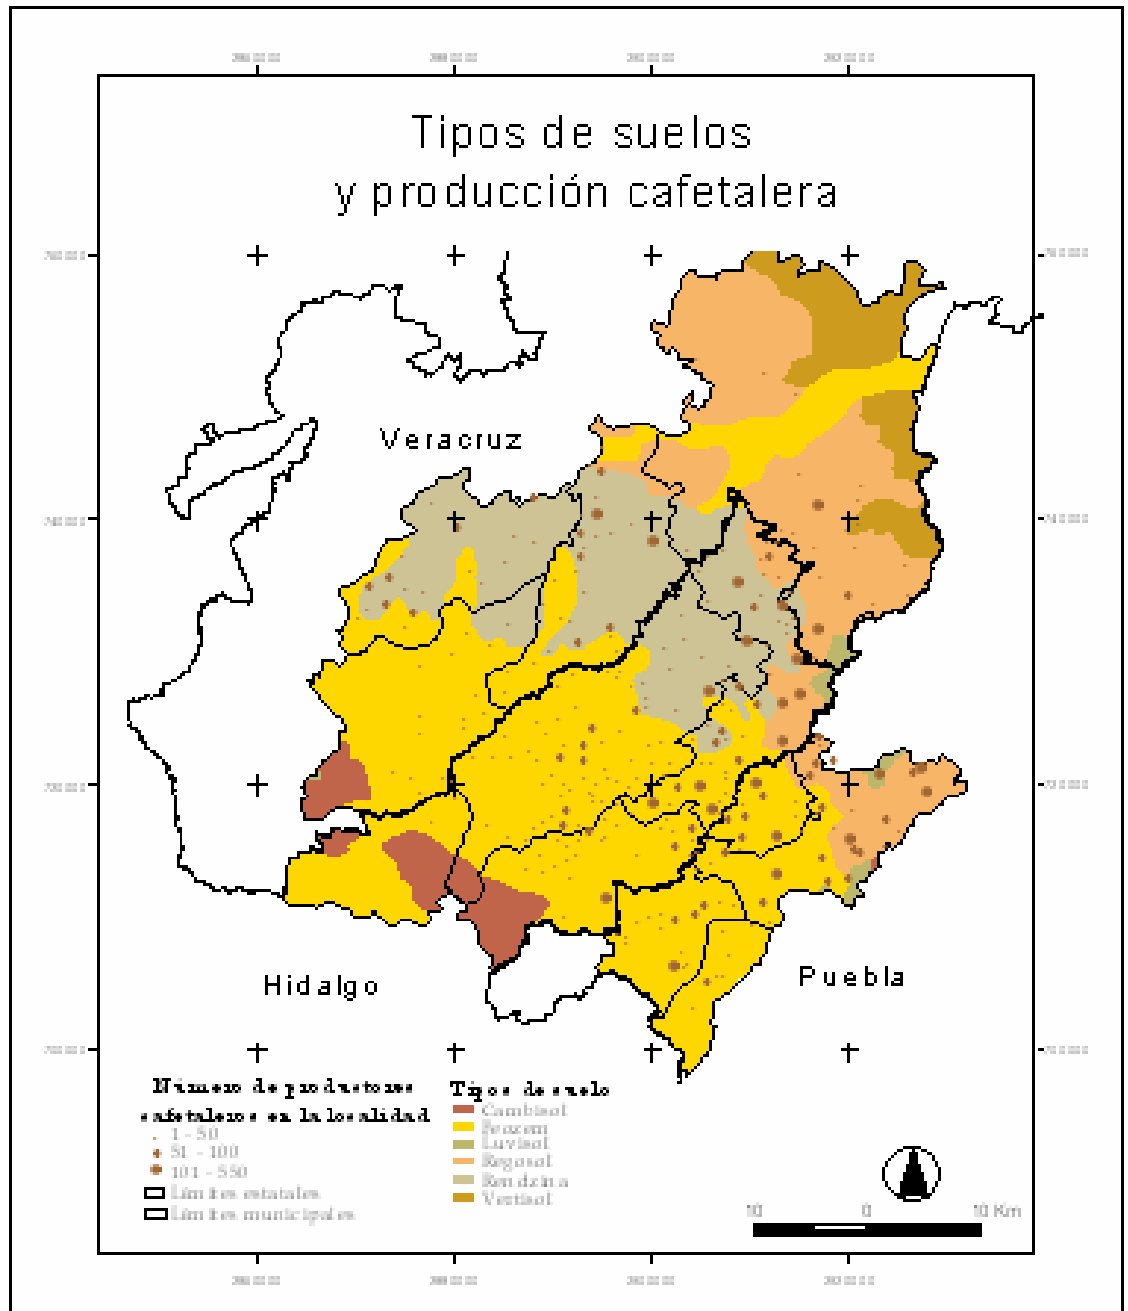 Tipos de suelos
y producción cafetalera
Veracruz
Hidalgo
Puebla
Número de productores
cafetaleros en la localidad
1 - 50
51 - 100
101 - 550
Límites estatales
Límites municipales
Tipos de suelo
Cambisol
Feozem
Luvisol
Regosol
Rendzina
Vertisol
10 0 10 Km